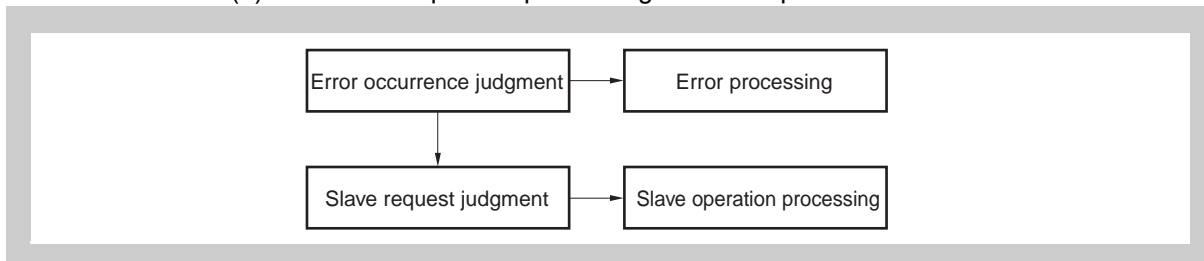 Error occurrence judgment
Error processing
Slave request judgment
Slave operation processing